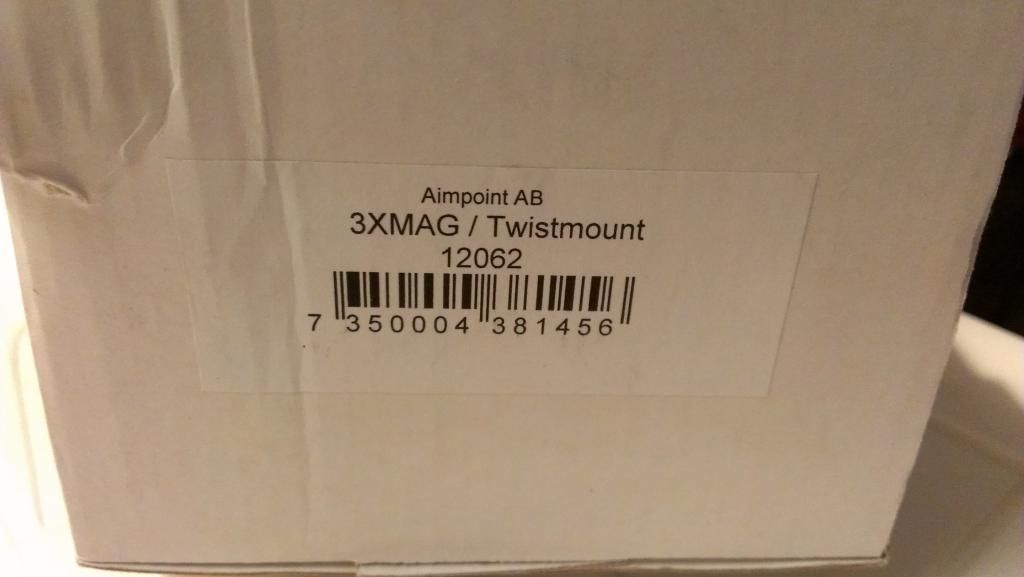 Aimpoint AB
3XMAG / Twistmount
12062
7 350004 381456